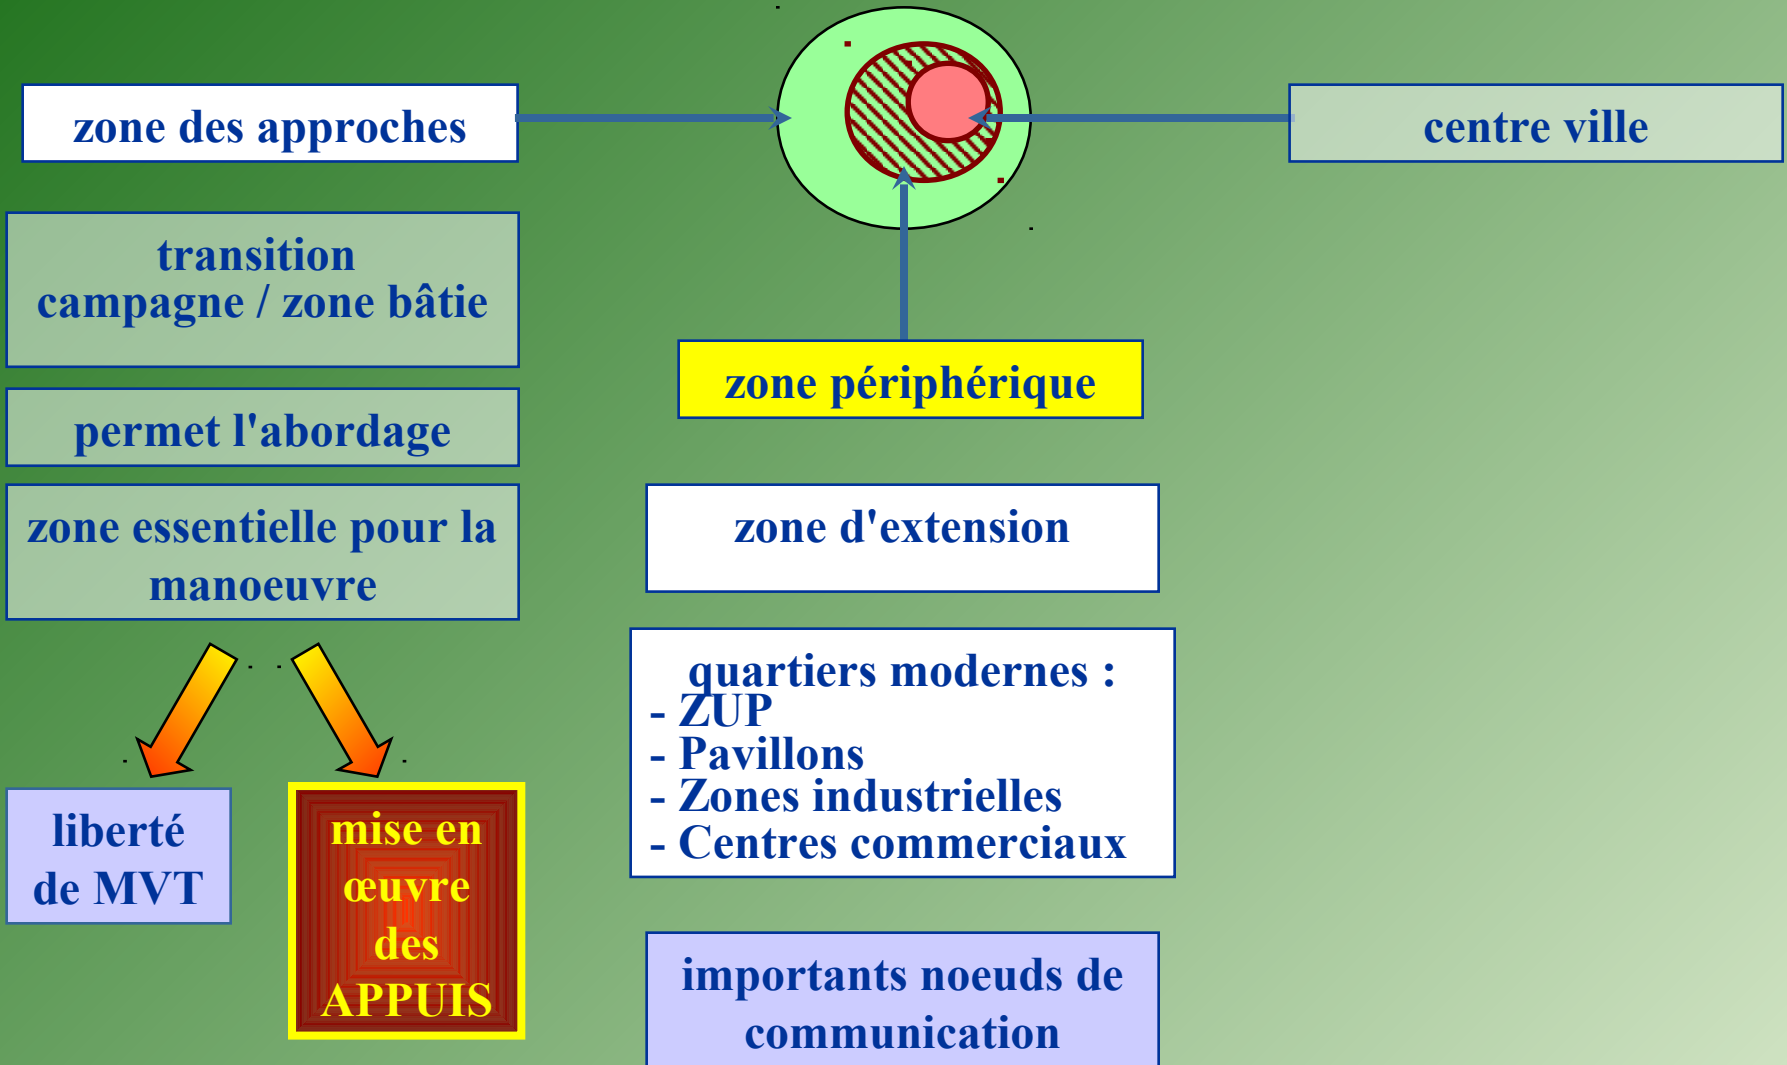 zone des approches
centre ville
transition
campagne / zone bâtie
permet l'abordage
zone essentielle pour la
manoeuvre
liberté
de MVT
mise en
œuvre
des
APPUIS
zone périphérique
zone d'extension
quartiers modernes :
- ZUP
- Pavillons
- Zones industrielles
- Centres commerciaux
importants noeuds de
communication